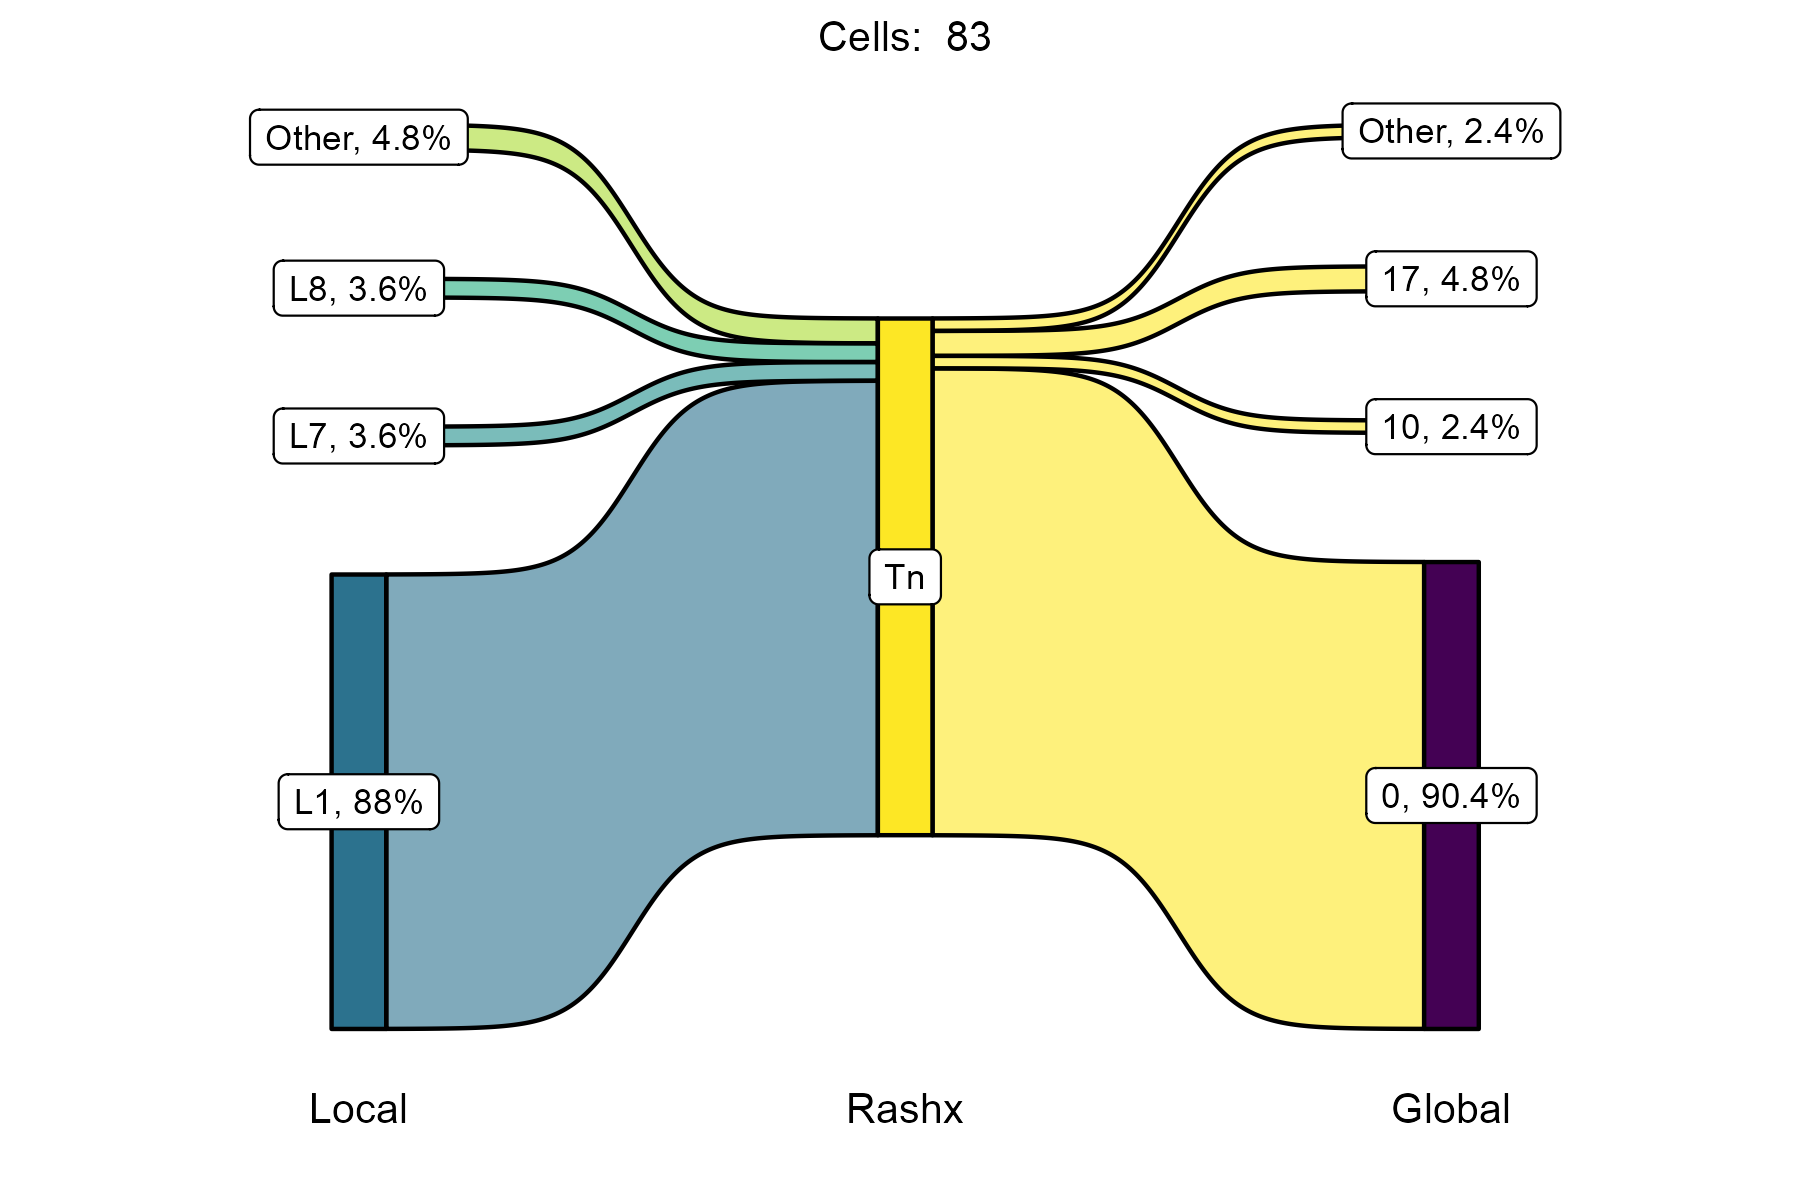 Cells:  83
Other, 4.8%
L8, 3.6%
L7, 3.6%
L1, 88%
Tn
Other, 2.4%
17, 4.8%
10, 2.4%
0, 90.4%
Local
Rashx
Global